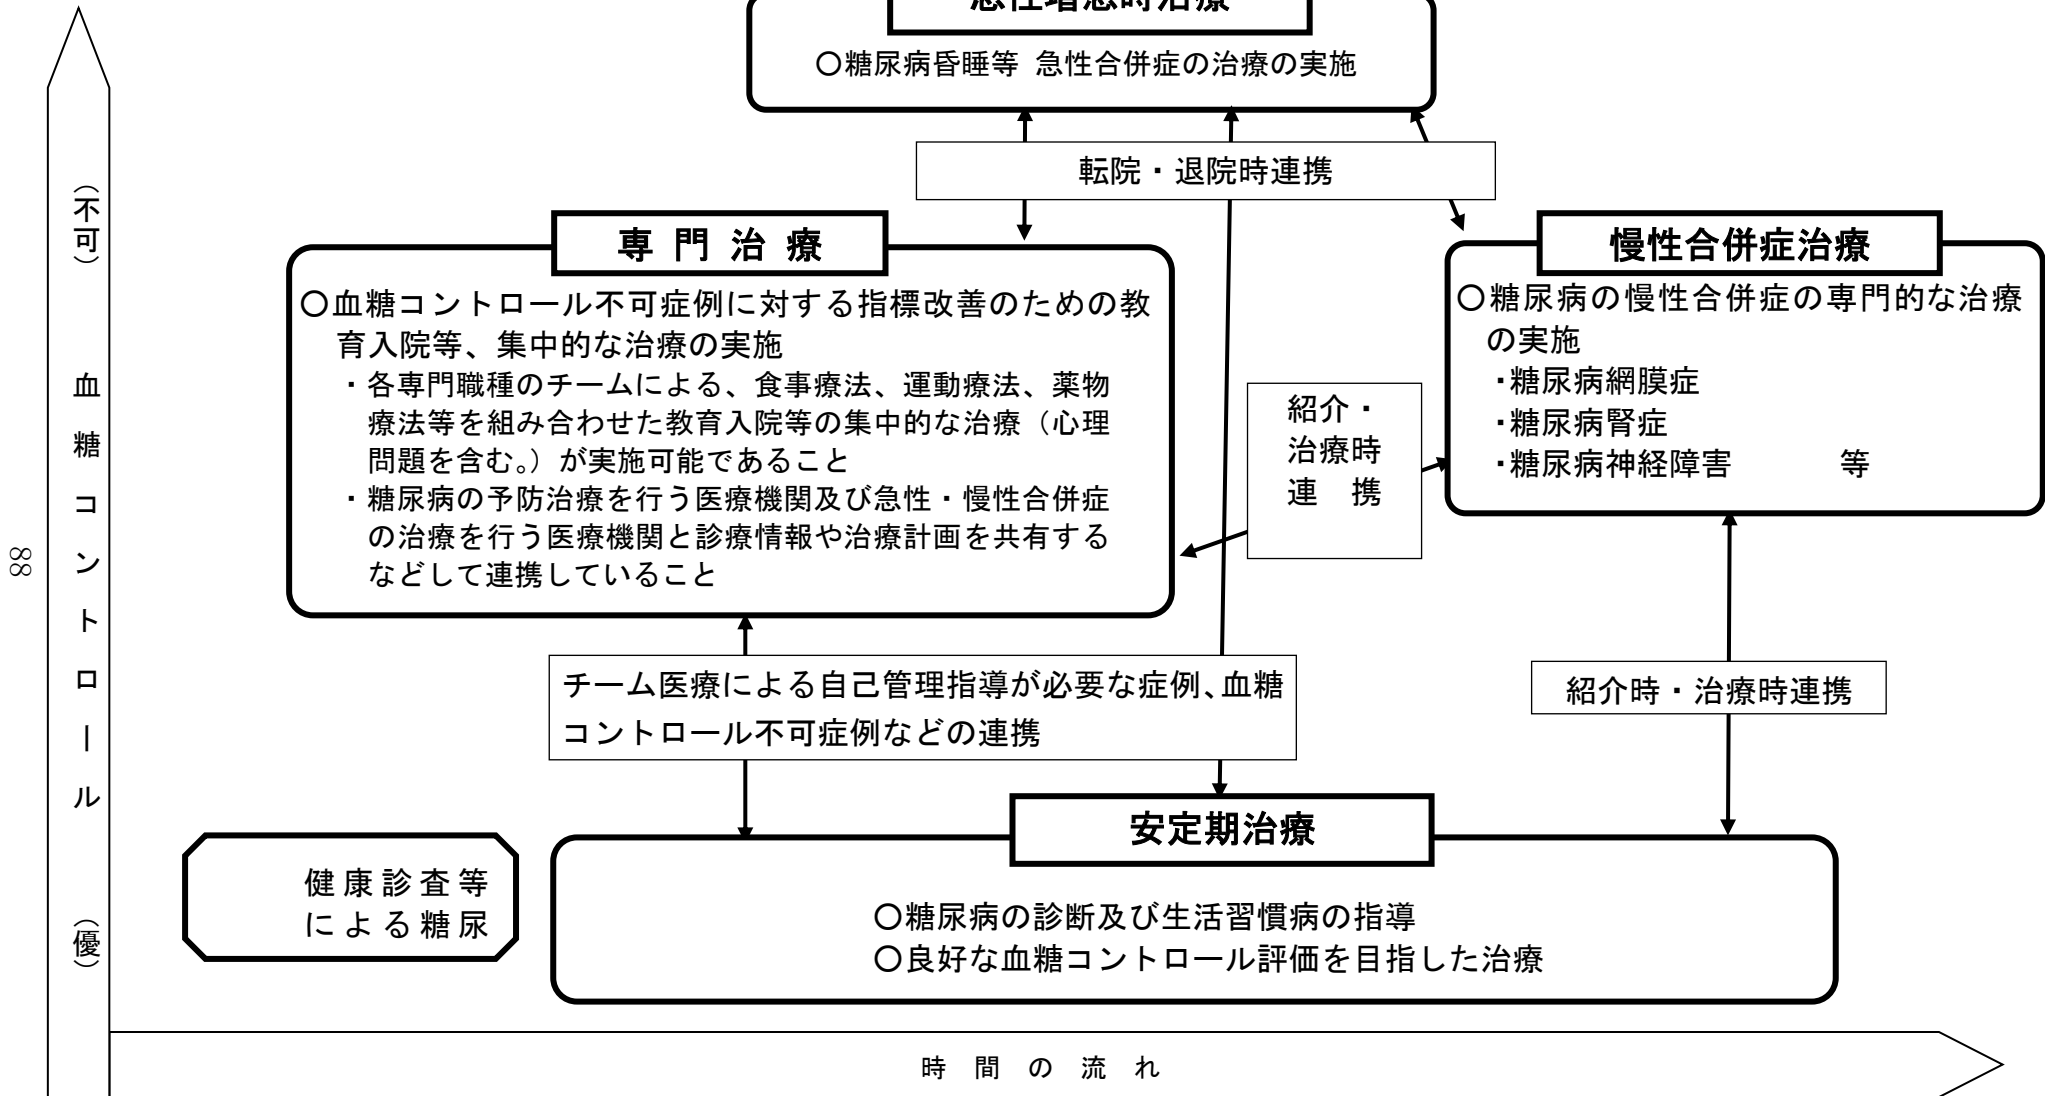 急性増悪時治療
〇糖尿病昏睡等 急性合併症の治療の実施
転院・退院時連携
専 門 治 療
〇血糖コントロール不可症例に対する指標改善のための教
育入院等、集中的な治療の実施
・各専門職種のチームによる、食事療法、運動療法、薬物
療法等を組み合わせた教育入院等の集中的な治療（心理
問題を含む。）が実施可能であること
・糖尿病の予防治療を行う医療機関及び急性・慢性合併症
の治療を行う医療機関と診療情報や治療計画を共有する
などして連携していること
慢性合併症治療
〇糖尿病の慢性合併症の専門的な治療
の実施
・糖尿病網膜症
・糖尿病腎症
・糖尿病神経障害 等
紹介・
治療時
連 携
チーム医療による自己管理指導が必要な症例、血糖
コントロール不可症例などの連携
紹介時・治療時連携
安定期治療
〇糖尿病の診断及び生活習慣病の指導
〇良好な血糖コントロール評価を目指した治療
健康診査等
による糖尿
（不可） 血糖コントロール （優）
時 間 の 流 れ
88